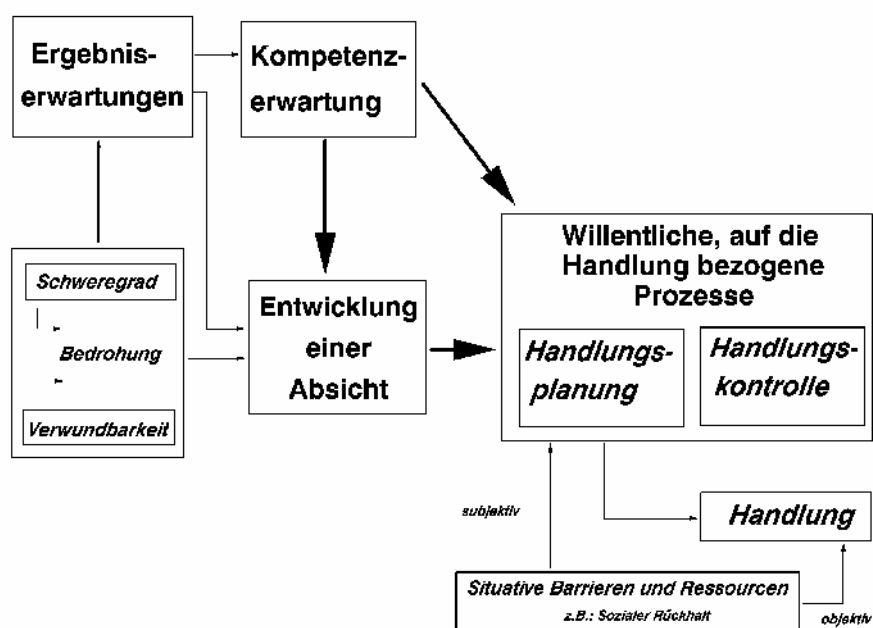 Ergebnis-
erwartungen
Kompetenz-
erwartung
Schweregrad
Bedrohung
Verwundbarkeit
Entwicklung
einer
Absicht
Willentliche, auf die
Handlung bezogene
Prozesse
Handlungs-
planung
Handlungs-
kontrolle
subjektiv
Handlung
Situative Barrieren und Ressourcen
z.B.: Sozialer Rückhalt
objektiv